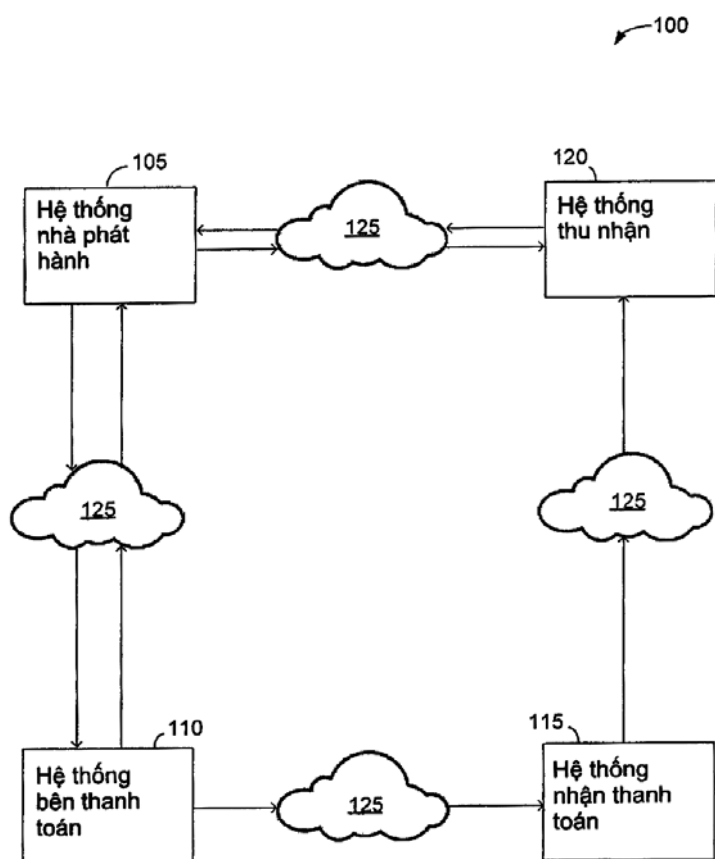 100
105
120
Hệ thống
nhà phát
hành
125
Hệ thống
thu nhận
125
125
110
115
Hệ thống
bên thanh
toán
125
Hệ thống
nhận thanh
toán